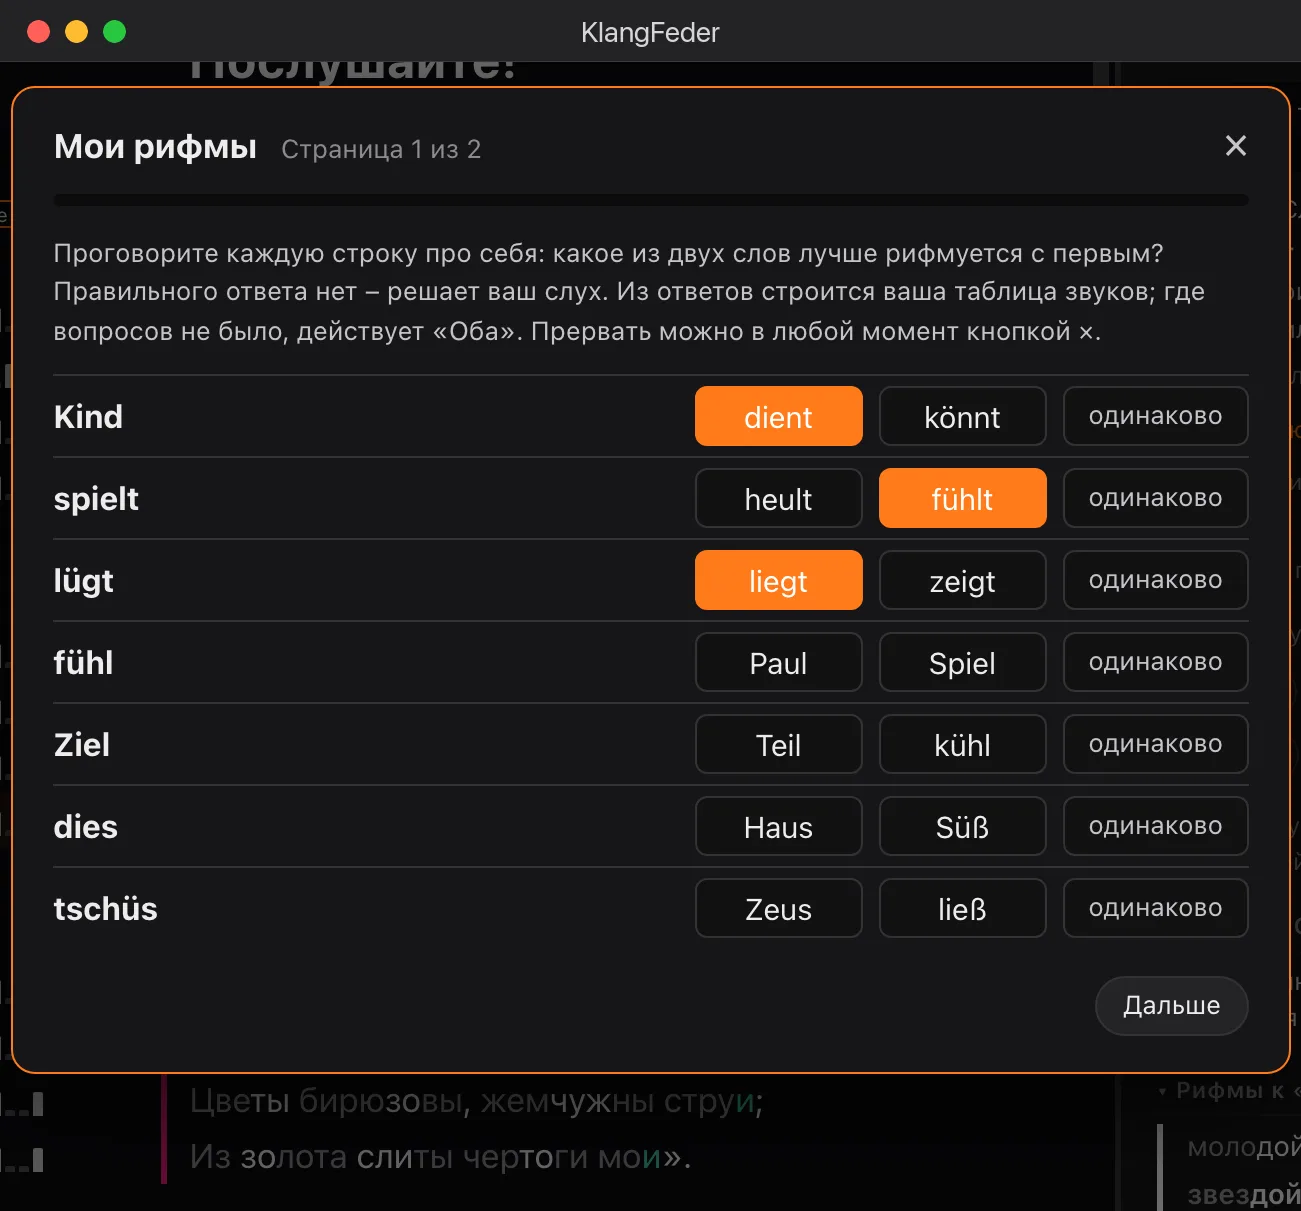 KlangFeder
Послушайте!
Мои рифмы Страница 1 из 2
Проговорите каждую строку про себя: какое из двух слов лучше рифмуется с первым?
Правильного ответа нет – решает ваш слух. Из ответов строится ваша таблица звуков; где
вопросов не было, действует «Оба». Прервать можно в любой момент кнопкой ×.
Kind dient könnt одинаково
spielt heult fühlt одинаково
lügt liegt zeigt одинаково
fühl Paul Spiel одинаково
Ziel Teil kühl одинаково
dies Haus Süß одинаково
tschüs Zeus ließ одинаково
Дальше
Цветы бирюзовы, жемчужны струи;
Из золота слиты чертоги мои».
Рифмы к «
молодой
звездой